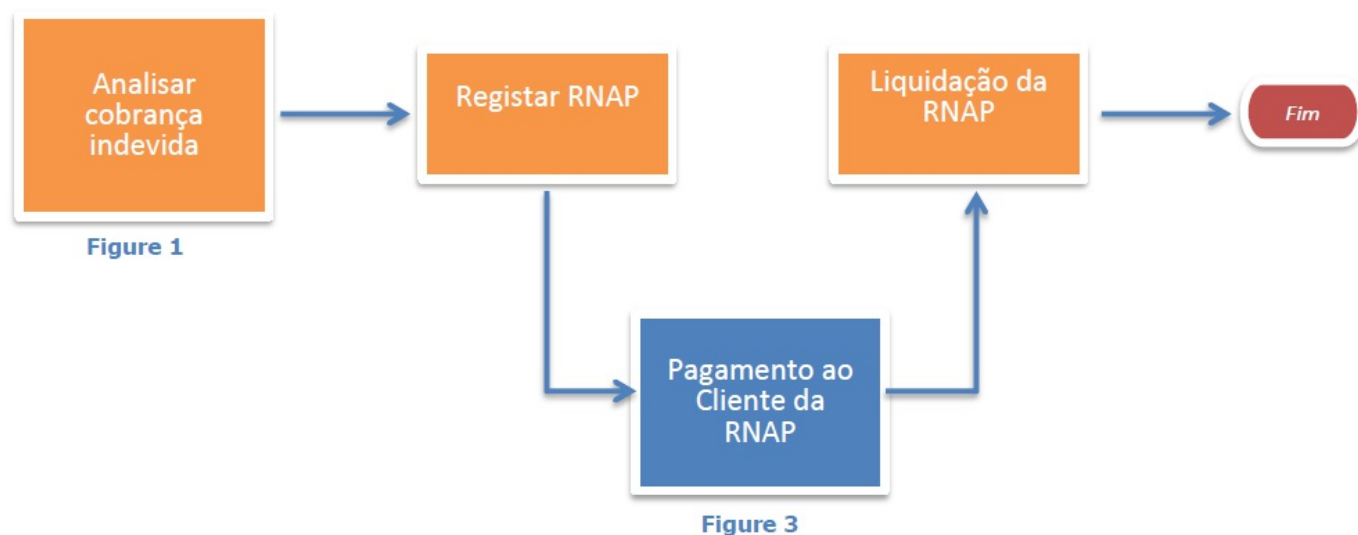 Analisar
cobrança
indevida
Figure 1
Registar RNAP
Pagamento ao
Cliente da
RNAP
Figure 3
Liquidação da
RNAP
Fim